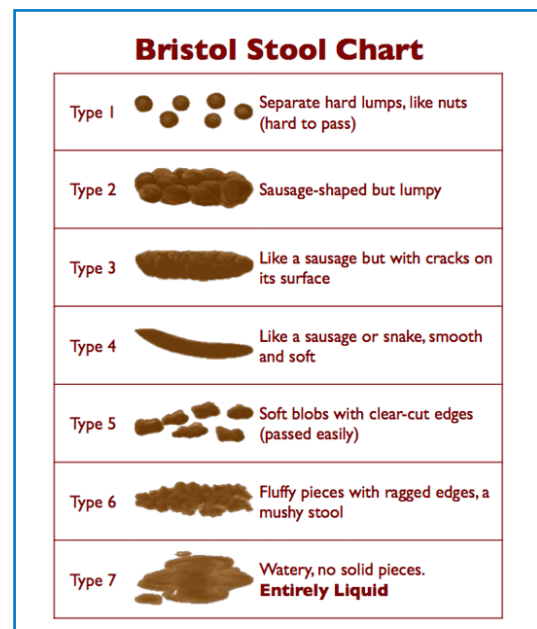 Bristol Stool Chart
Type 1
Separate hard lumps, like nuts
(hard to pass)
Type 2
Sausage-shaped but lumpy
Type 3
Like a sausage but with cracks on
its surface
Type 4
Like a sausage or snake, smooth
and soft
Type 5
Soft blobs with clear-cut edges
(passed easily)
Type 6
Fluffy pieces with ragged edges, a
mushy stool
Type 7
Watery, no solid pieces.
Entirely Liquid